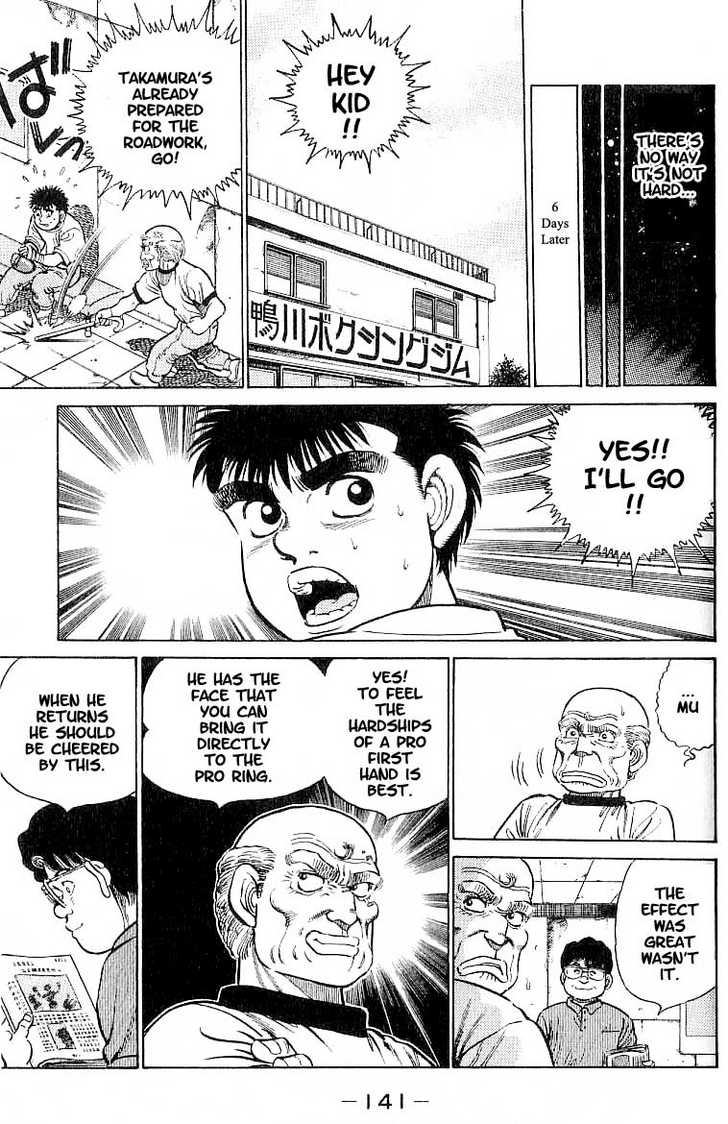 THERE'S
NO WAY
IT'S NOT
HARD...
6
Days
Later
HEY
KID
!!
鴨川ボクシングジム
TAKAMURA'S
ALREADY
PREPARED
FOR THE
ROADWORK,
GO!
YES!!
I'LL GO
!!
...
MU
THE
EFFECT
WAS
GREAT
WASN'T
IT.
YES!
TO FEEL
THE
HARDSHIPS
OF A PRO
FIRST
HAND IS
BEST.
HE HAS THE
FACE THAT
YOU CAN
BRING IT
DIRECTLY
TO THE
PRO RING.
WHEN HE
RETURNS
HE SHOULD
BE CHEERED
BY THIS.
-141-